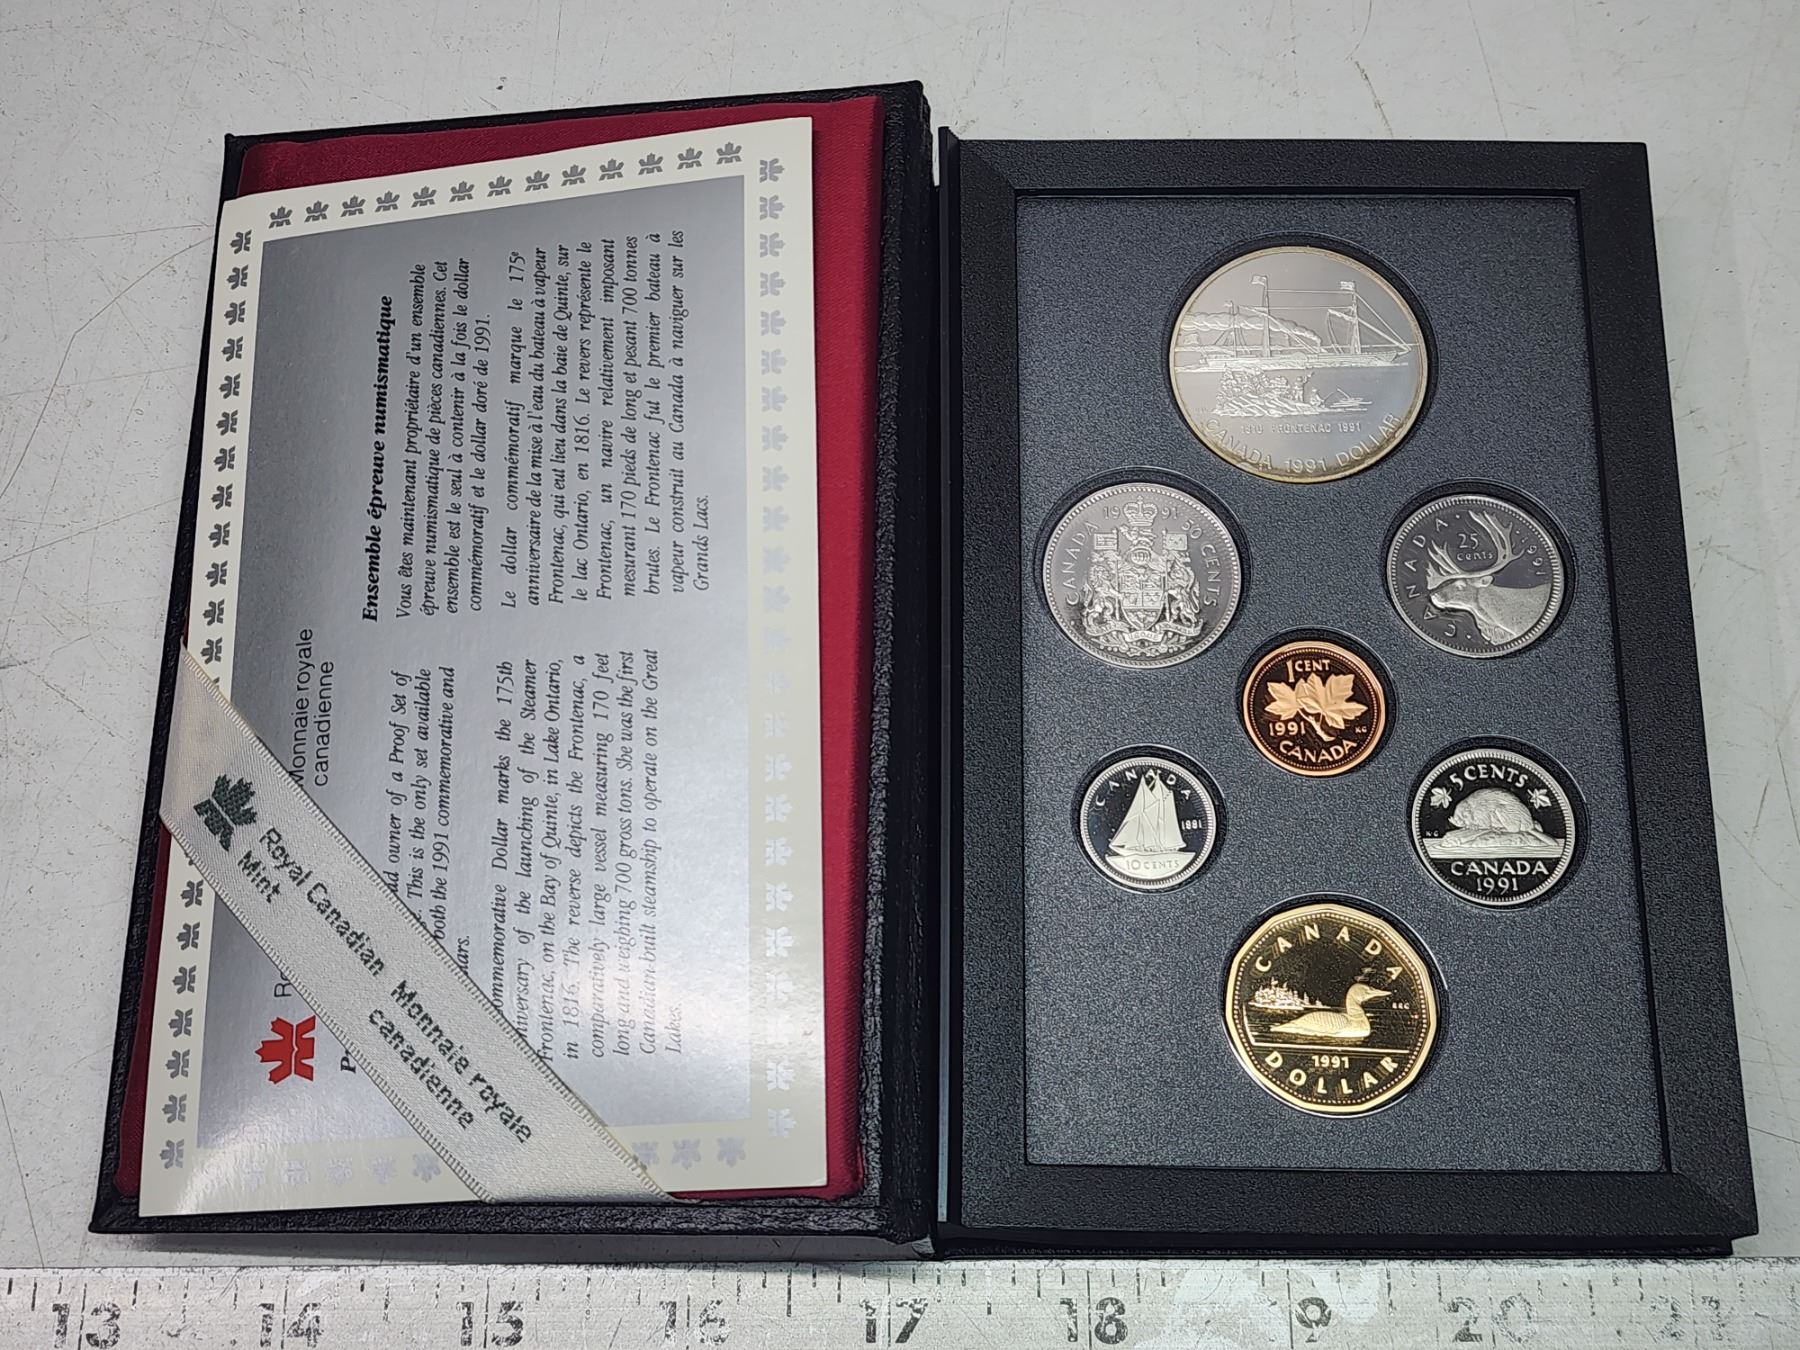 Monnaie royale
canadienne
Ensemble épreuve numismatique
Vous êtes maintenant propriétaire d'un ensemble
épreuve numismatique de pièces canadiennes. Cet
ensemble est le seul à contenir à la fois le dollar
commémoratif et le dollar doré de 1991.
Le dollar commémoratif marque le 175e
anniversaire de la mise à l'eau du bateau à vapeur
Frontenac, qui eut lieu dans la baie de Quinte, sur
le lac Ontario, en 1816. Le revers représente le
Frontenac, un navire relativement imposant
mesurant 170 pieds de long et pesant 700 tonnes
brutes. Le Frontenac fut le premier bateau à
vapeur construit au Canada à naviguer sur les
Grands Lacs.
owner of a Proof Set of
This is the only set available
both the 1991 commemorative and
Dollar marks the 175th
of the launching of the Steamer
Frontenac, on the Bay of Quinte, in Lake Ontario,
in 1816. The reverse depicts the Frontenac, a
comparatively large vessel measuring 170 feet
long and weighing 700 gross tons. She was the first
Canadian-built steamship to operate on the Great
Lakes.
Royal Canadian
Mint
Monnaie royale
canadienne
1816 FRONTENAC 1991
CANADA 1991 DOLLAR
CANADA 1991 50 CENTS
CANADA 1991
25
cents
1 CENT
1991
KG
CANADA
CANADA
1991
10 CENTS
5 CENTS
KG
CANADA
1991
CANADA
RRC
1991
DOLLAR
13 14 15 16 17 18 19 20 21